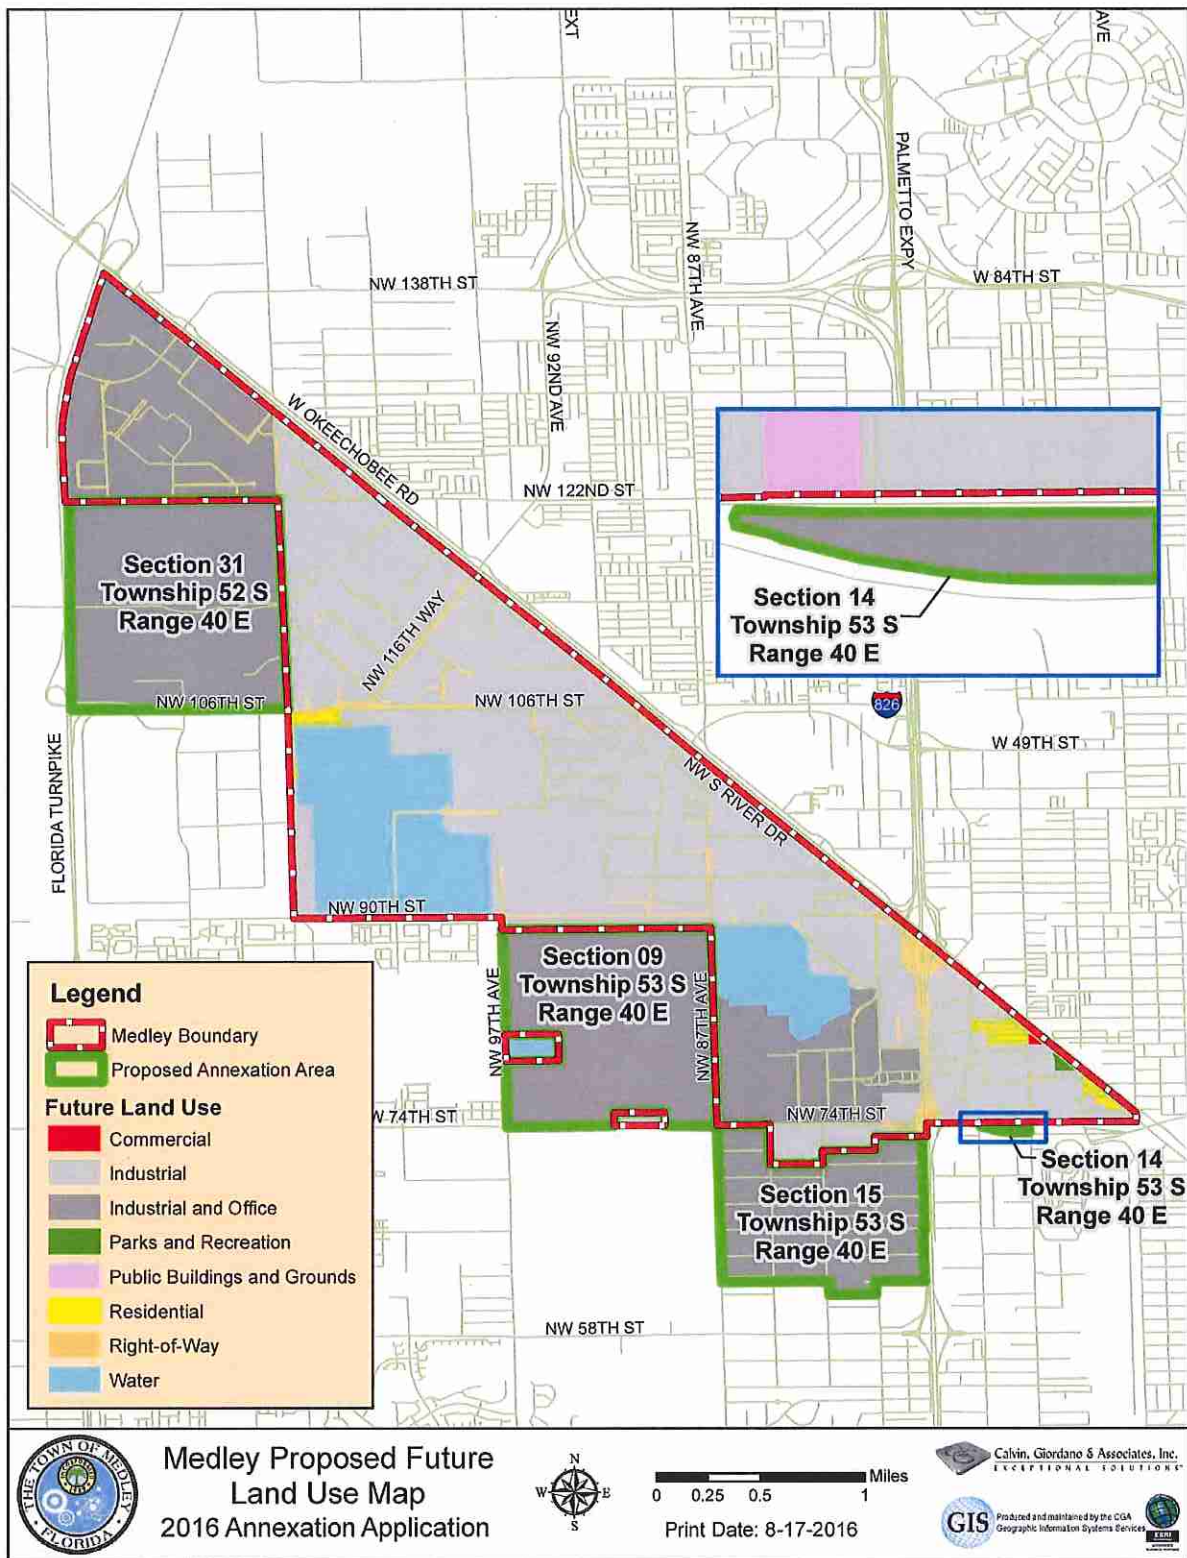 EXT
AVE
PALMETTO EXPY
NW 87TH AVE
NW 138TH ST
W 84TH ST
NW 92ND AVE
W OKEECHOBEE RD
NW 122ND ST
Section 31
Township 52 S
Range 40 E
NW 116TH WAY
Section 14
Township 53 S
Range 40 E
NW 106TH ST
NW 106TH ST
826
W 49TH ST
NW S RIVER DR
FLORIDA TURNPIKE
NW 90TH ST
Section 09
Township 53 S
Range 40 E
NW 97TH AVE
NW 87TH AVE
Legend
Medley Boundary
Proposed Annexation Area
Future Land Use
Commercial
Industrial
Industrial and Office
Parks and Recreation
Public Buildings and Grounds
Residential
Right-of-Way
Water
W 74TH ST
NW 74TH ST
Section 14
Township 53 S
Range 40 E
Section 15
Township 53 S
Range 40 E
NW 58TH ST
THE TOWN OF MEDLEY
FLORIDA
Medley Proposed Future
Land Use Map
2016 Annexation Application
N
W E
S
Miles
0 0.25 0.5 1
Print Date: 8-17-2016
Calvin, Giordano & Associates, Inc.
EXCEPTIONAL SOLUTIONS
GIS
Produced and maintained by the CGA
Geographic Information Systems Services
ESRI